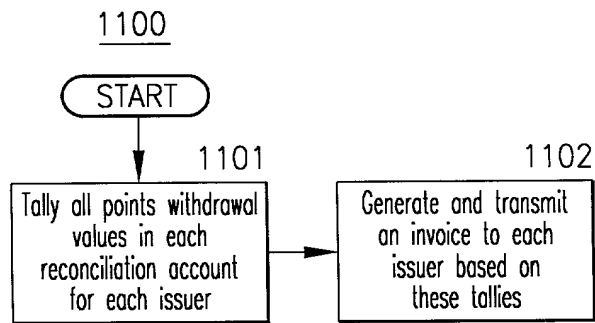 1100
START
1101
Tally all points withdrawal
values in each
reconciliation account
for each issuer
1102
Generate and transmit
an invoice to each
issuer based on
these tallies